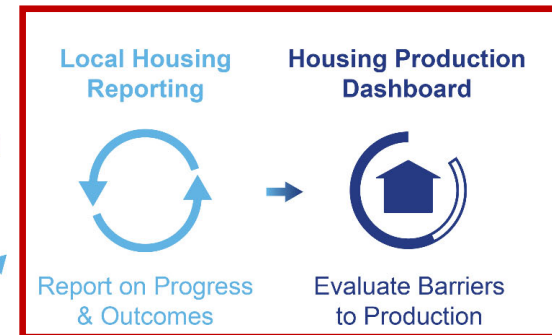 Local Housing
Reporting
Housing Production
Dashboard
Report on Progress
& Outcomes
Evaluate Barriers
to Production